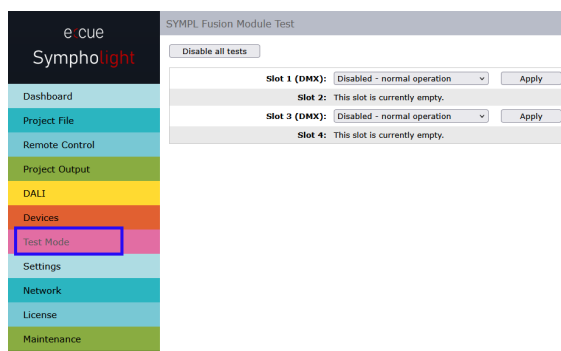 e:cue
Sympholight
Dashboard
Project File
Remote Control
Project Output
DALI
Devices
Test Mode
Settings
Network
License
Maintenance
SYMPL Fusion Module Test
Disable all tests
Slot 1 (DMX): Disabled - normal operation Apply
Slot 2: This slot is currently empty.
Slot 3 (DMX): Disabled - normal operation Apply
Slot 4: This slot is currently empty.